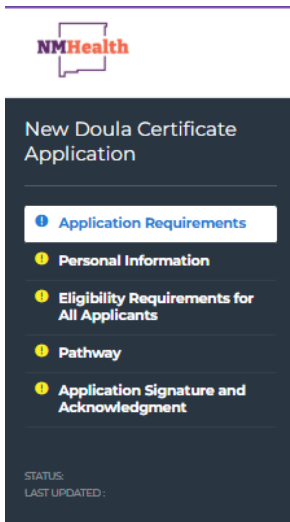 NMHealth
New Doula Certificate
Application
Application Requirements
Personal Information
Eligibility Requirements for
All Applicants
Pathway
Application Signature and
Acknowledgment
STATUS:
LAST UPDATED :